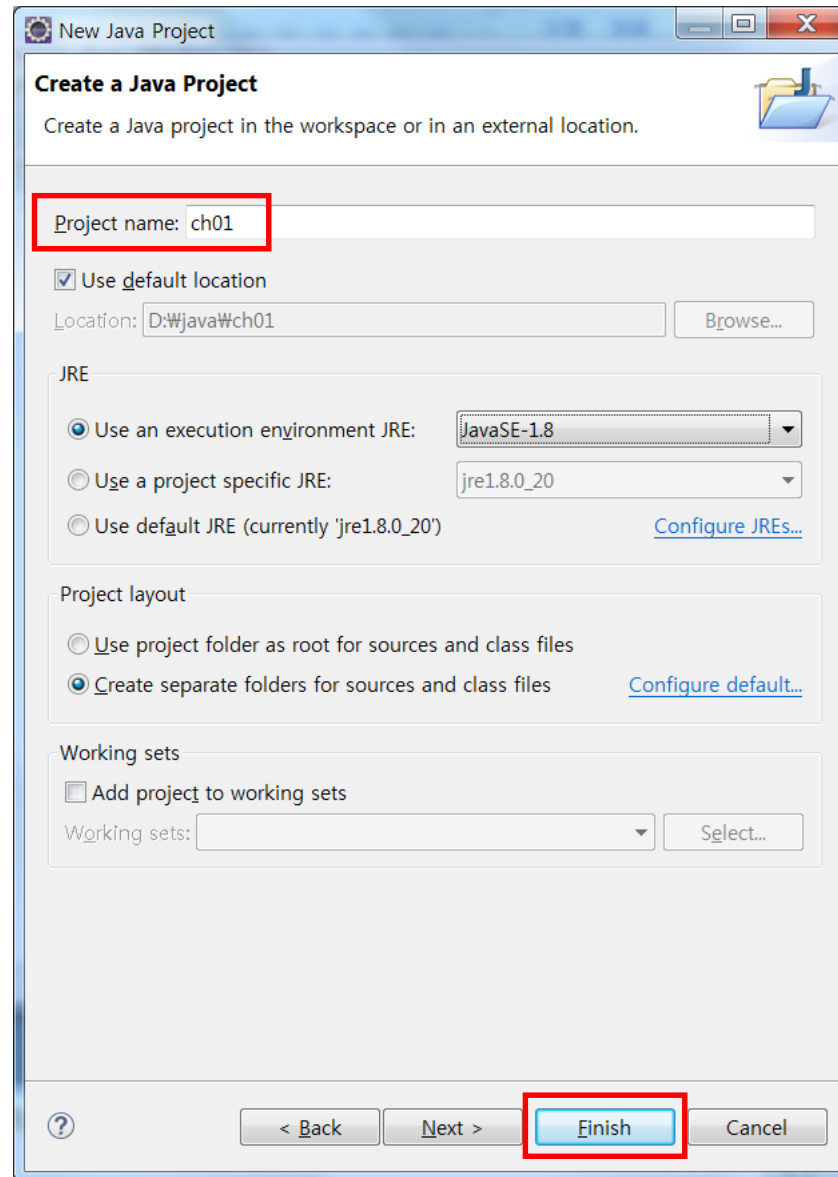 New Java Project
Create a Java Project
Create a Java project in the workspace or in an external location.
Project name: ch01
Use default location
Location: D:₩java₩ch01 Browse...
JRE
Use an execution environment JRE: JavaSE-1.8
Use a project specific JRE: jre1.8.0_20
Use default JRE (currently 'jre1.8.0_20') Configure JREs...
Project layout
Use project folder as root for sources and class files
Create separate folders for sources and class files Configure default...
Working sets
Add project to working sets
Working sets: Select...
? < Back Next > Finish Cancel